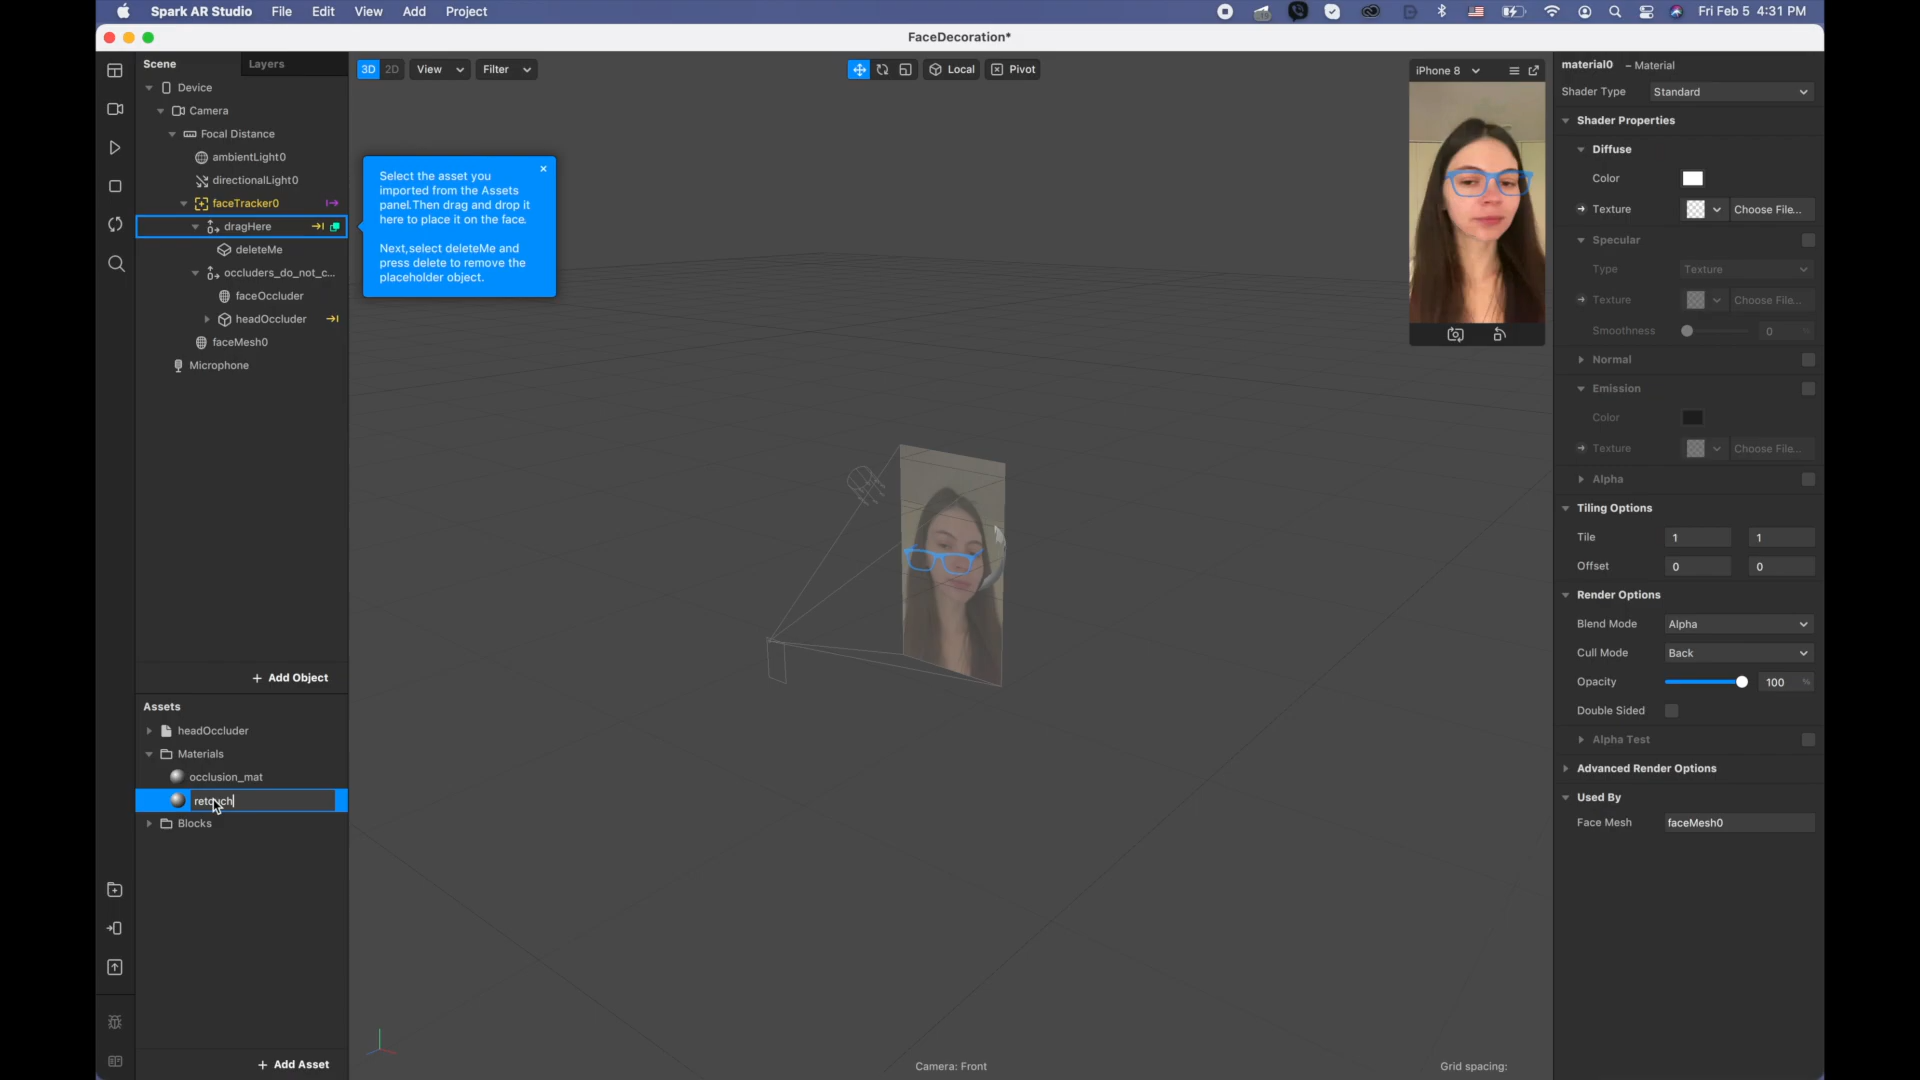 Spark AR Studio File Edit View Add Project
Fri Feb 5 4:31 PM
FaceDecoration*
Scene Layers
Device
Camera
Focal Distance
ambientLight0
directionalLight0
faceTracker0
dragHere
deleteMe
occluders_do_not_c...
faceOccluder
headOccluder
faceMesh0
Microphone
+ Add Object
Assets
headOccluder
Materials
occlusion_mat
retouch
Blocks
+ Add Asset
3D 2D View Filter
Local Pivot
Select the asset you
imported from the Assets
panel.Then drag and drop it
here to place it on the face.
Next,select deleteMe and
press delete to remove the
placeholder object.
iPhone 8
Camera: Front
Grid spacing:
material0 – Material
Shader Type Standard
Shader Properties
Diffuse
Color
Texture Choose File...
Specular
Type Texture
Texture Choose File...
Smoothness 0 %
Normal
Emission
Color
Texture Choose File...
Alpha
Tiling Options
Tile 1 1
Offset 0 0
Render Options
Blend Mode Alpha
Cull Mode Back
Opacity 100 %
Double Sided
Alpha Test
Advanced Render Options
Used By
Face Mesh faceMesh0